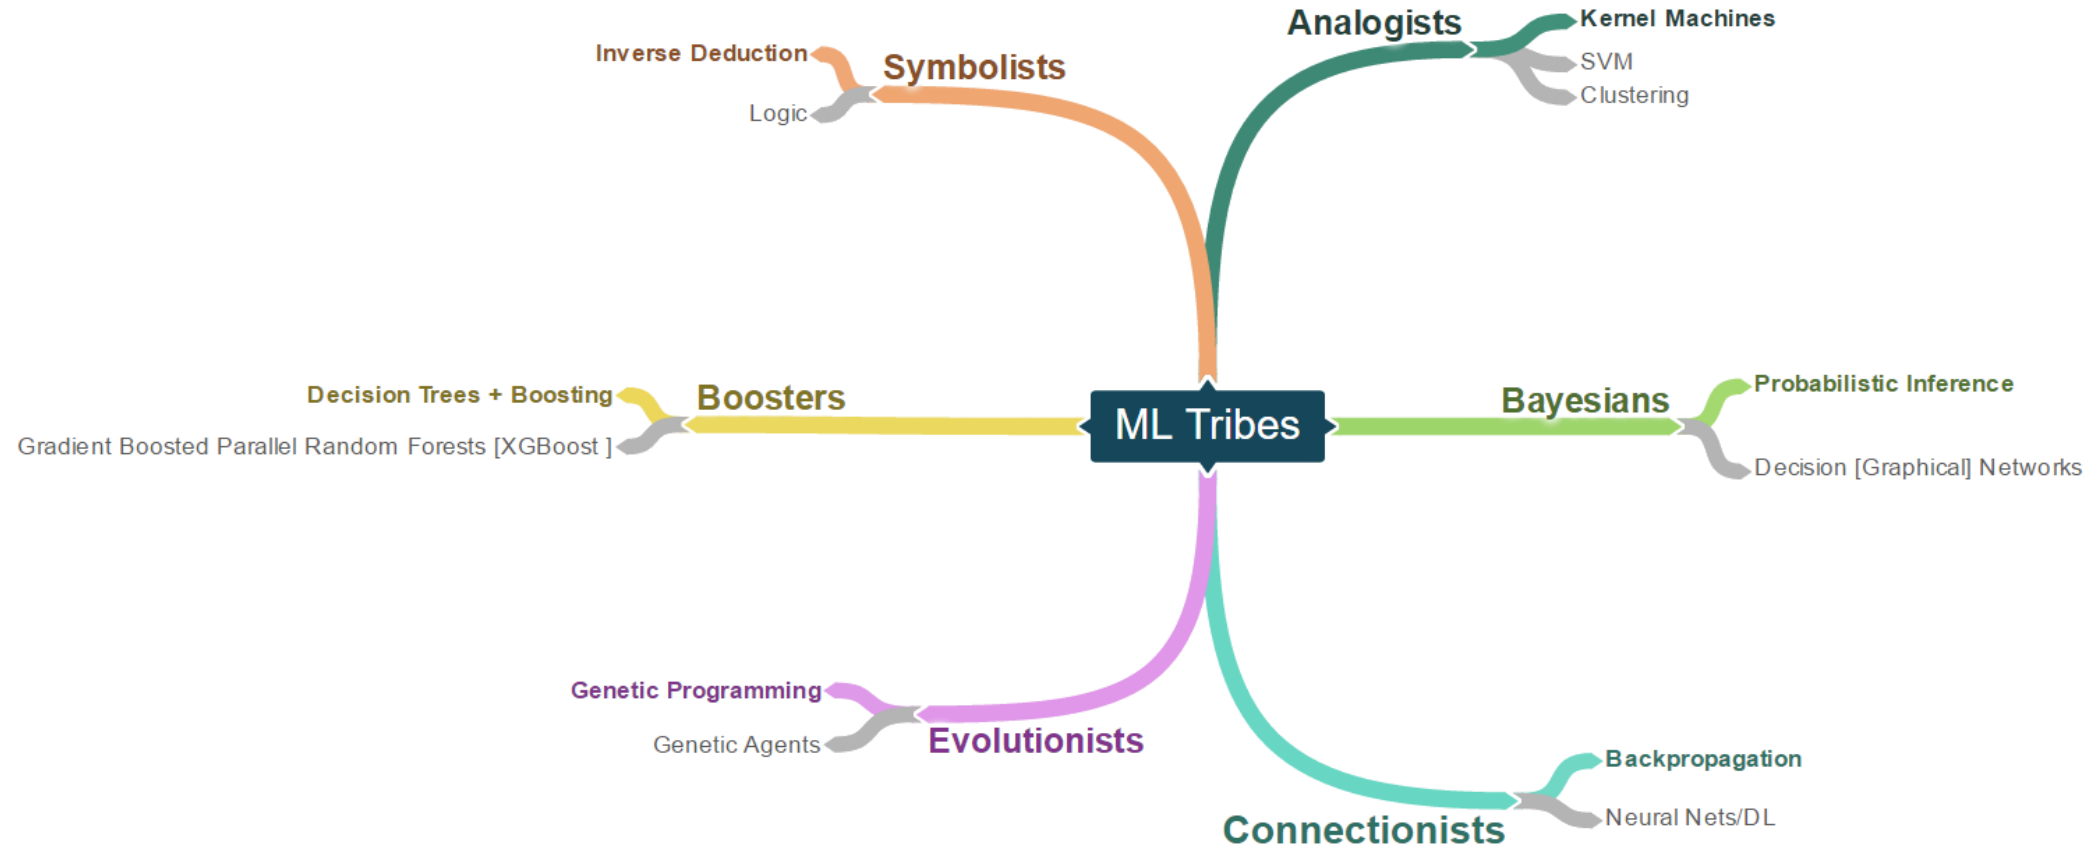 Analogists
Kernel Machines
SVM
Clustering
Symbolists
Inverse Deduction
Logic
ML Tribes
Boosters
Decision Trees + Boosting
Gradient Boosted Parallel Random Forests [XGBoost ]
Bayesians
Probabilistic Inference
Decision [Graphical] Networks
Evolutionists
Genetic Programming
Genetic Agents
Connectionists
Backpropagation
Neural Nets/DL